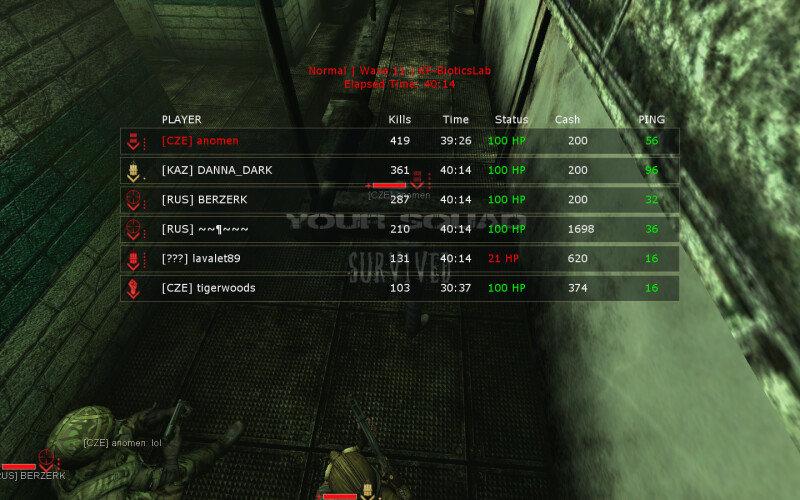 Normal | Wave 11 | KF-BioticsLab
Elapsed Time: 40:14
PLAYER Kills Time Status Cash PING
[CZE] anomen 419 39:26 100 HP 200 56
[KAZ] DANNA_DARK 361 40:14 100 HP 200 96
[CZE] anomen
[RUS] BERZERK 287 40:14 100 HP 200 32
YOUR SQUAD
[RUS] ~~¶~~~ 210 40:14 100 HP 1698 36
SURVIVED
[???] lavalet89 131 40:14 21 HP 620 16
[CZE] tigerwoods 103 30:37 100 HP 374 16
[CZE] anomen: lol
RUS] BERZERK